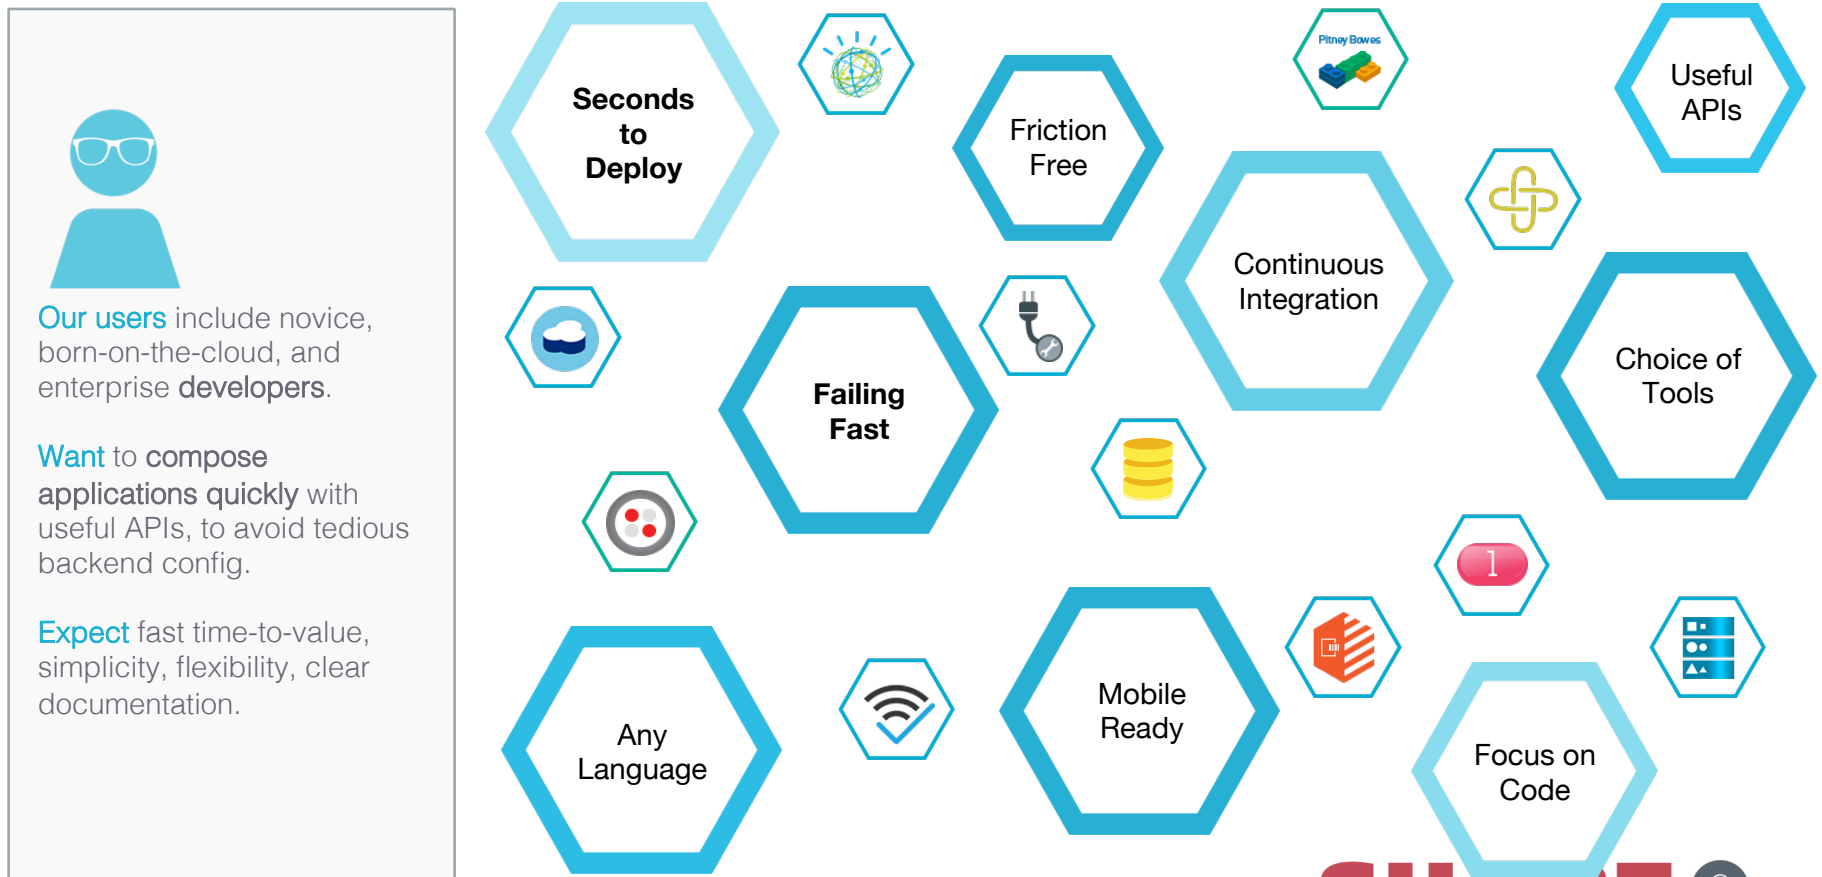 Our users include novice,
born-on-the-cloud, and
enterprise developers.
Want to compose
applications quickly with
useful APIs, to avoid tedious
backend config.
Expect fast time-to-value,
simplicity, flexibility, clear
documentation.
Seconds
to
Deploy
Friction
Free
Pitney Bowes
Useful
APIs
Continuous
Integration
Choice of
Tools
Failing
Fast
1
Any
Language
Mobile
Ready
Focus on
Code